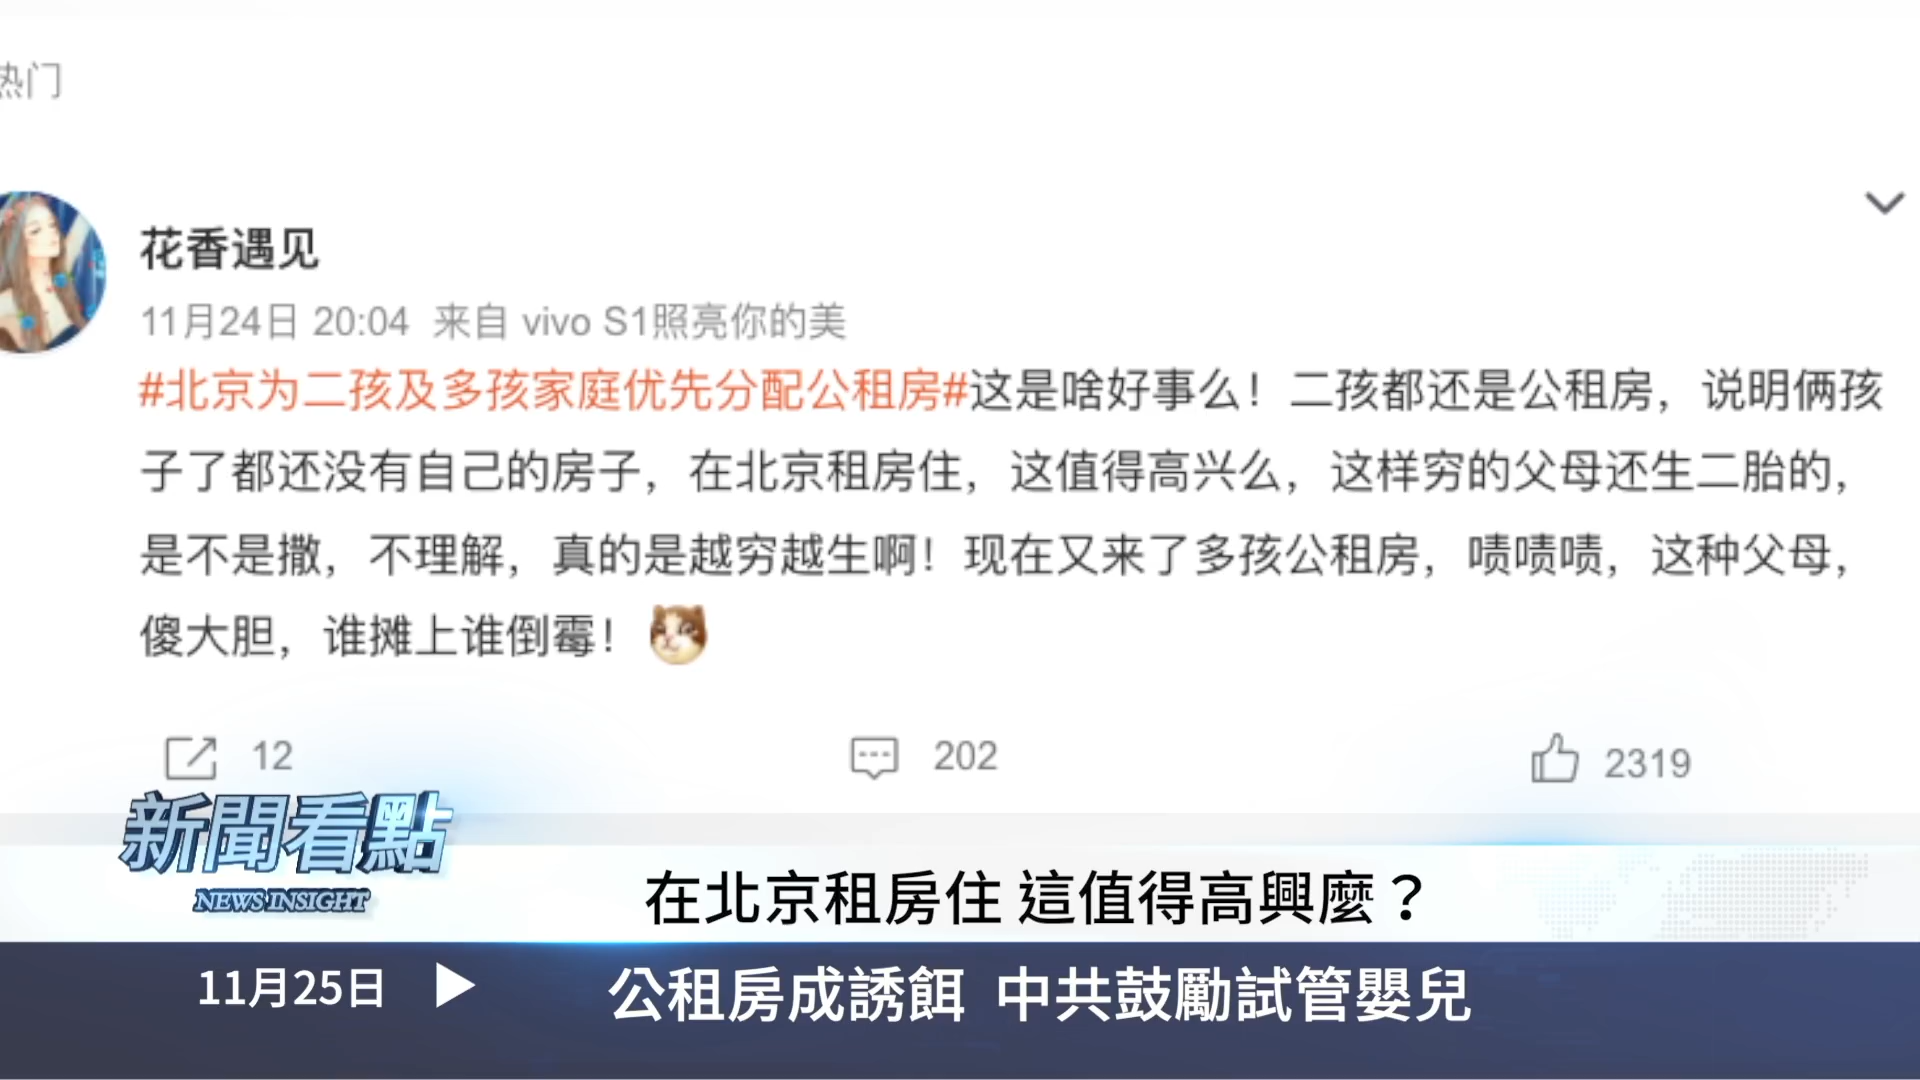 热门
花香遇见
11月24日 20:04 来自 vivo S1照亮你的美
#北京为二孩及多孩家庭优先分配公租房#这是啥好事么！二孩都还是公租房，说明俩孩
子了都还没有自己的房子，在北京租房住，这值得高兴么，这样穷的父母还生二胎的，
是不是撒，不理解，真的是越穷越生啊！现在又来了多孩公租房，啧啧啧，这种父母，
傻大胆，谁摊上谁倒霉！
12 202 2319
新聞看點
NEWS INSIGHT
在北京租房住 這值得高興麼？
11月25日 公租房成誘餌 中共鼓勵試管嬰兒